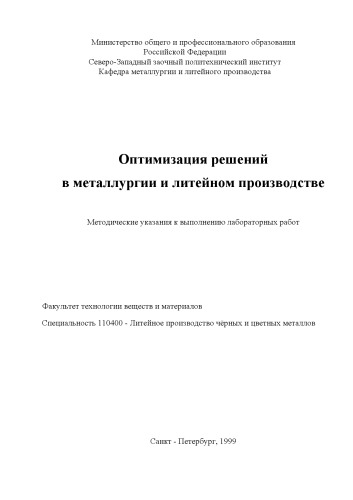 Министерство общего и профессионального образования
Российской Федерации
Северо-Западный заочный политехнический институт
Кафедра металлургии и литейного производства
Оптимизация решений
в металлургии и литейном производстве
Методические указания к выполнению лабораторных работ
Факультет технологии веществ и материалов
Специальность 110400 - Литейное производство чёрных и цветных металлов
Санкт - Петербург, 1999